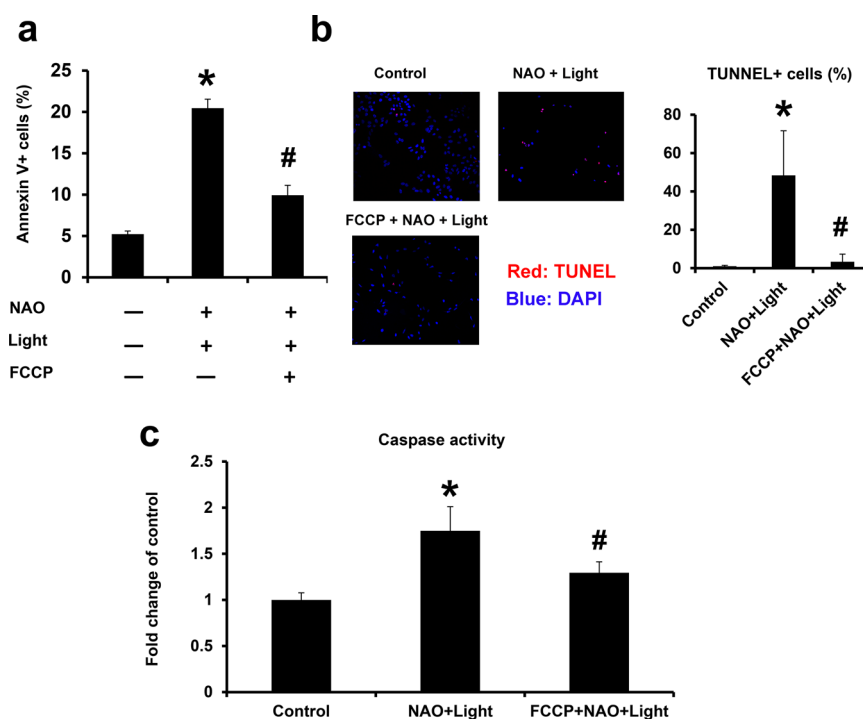 a
Annexin V+ cells (%)
25
20
15
10
5
0
*
#
NAO — + +
Light — + +
FCCP — — +
b
Control
NAO + Light
FCCP + NAO + Light
Red: TUNEL
Blue: DAPI
TUNNEL+ cells (%)
80
60
40
20
0
*
#
Control
NAO+Light
FCCP+NAO+Light
c
Caspase activity
Fold change of control
2.5
2
1.5
1
0.5
0
*
#
Control NAO+Light FCCP+NAO+Light